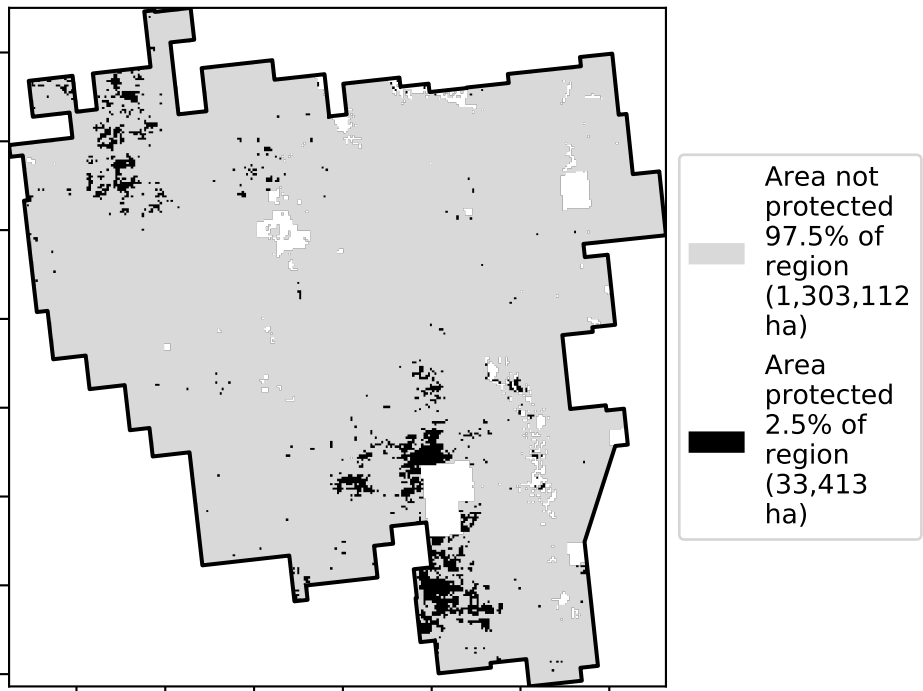 Area not
protected
97.5% of
region
(1,303,112
ha)
Area
protected
2.5% of
region
(33,413
ha)